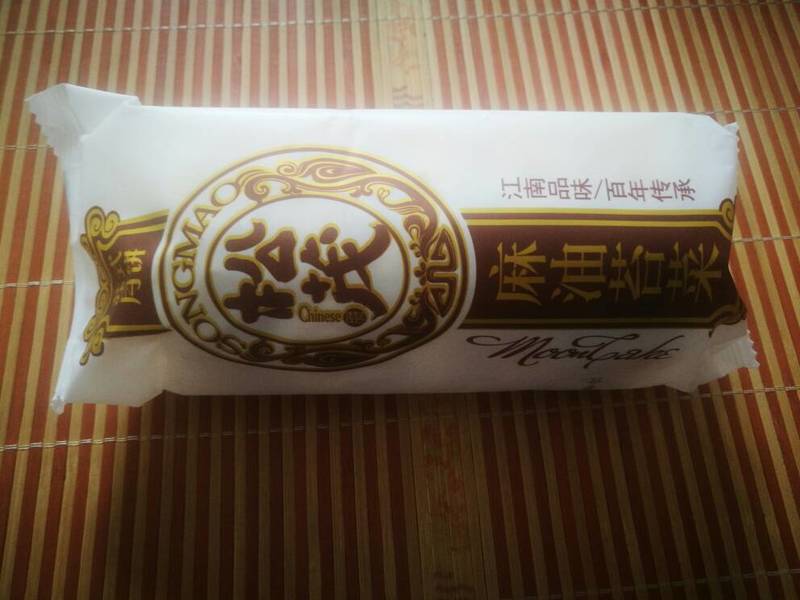 月饼
SONGMAO
松茂
Chinese
江南品味/百年传承
麻油苔菜
MoonCake